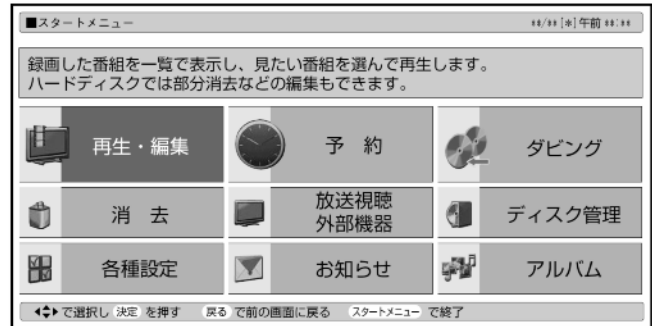 ■スタートメニュー
**/** [*] 午前 **:**
録画した番組を一覧で表示し、見たい番組を選んで再生します。
ハードディスクでは部分消去などの編集もできます。
再生・編集
予 約
ダビング
消 去
放送視聴
外部機器
ディスク管理
各種設定
お知らせ
アルバム
で選択し 決定 を押す 戻る で前の画面に戻る スタートメニュー で終了